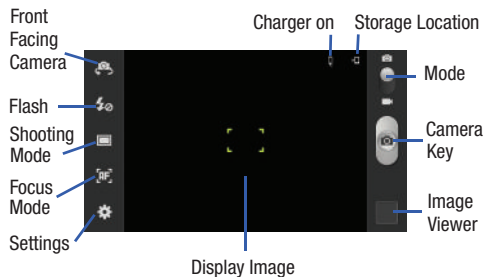 Front
Facing
Camera
Charger on
Storage Location
Flash
Shooting
Mode
Focus
Mode
Settings
AF
Mode
Camera
Key
Image
Viewer
Display Image